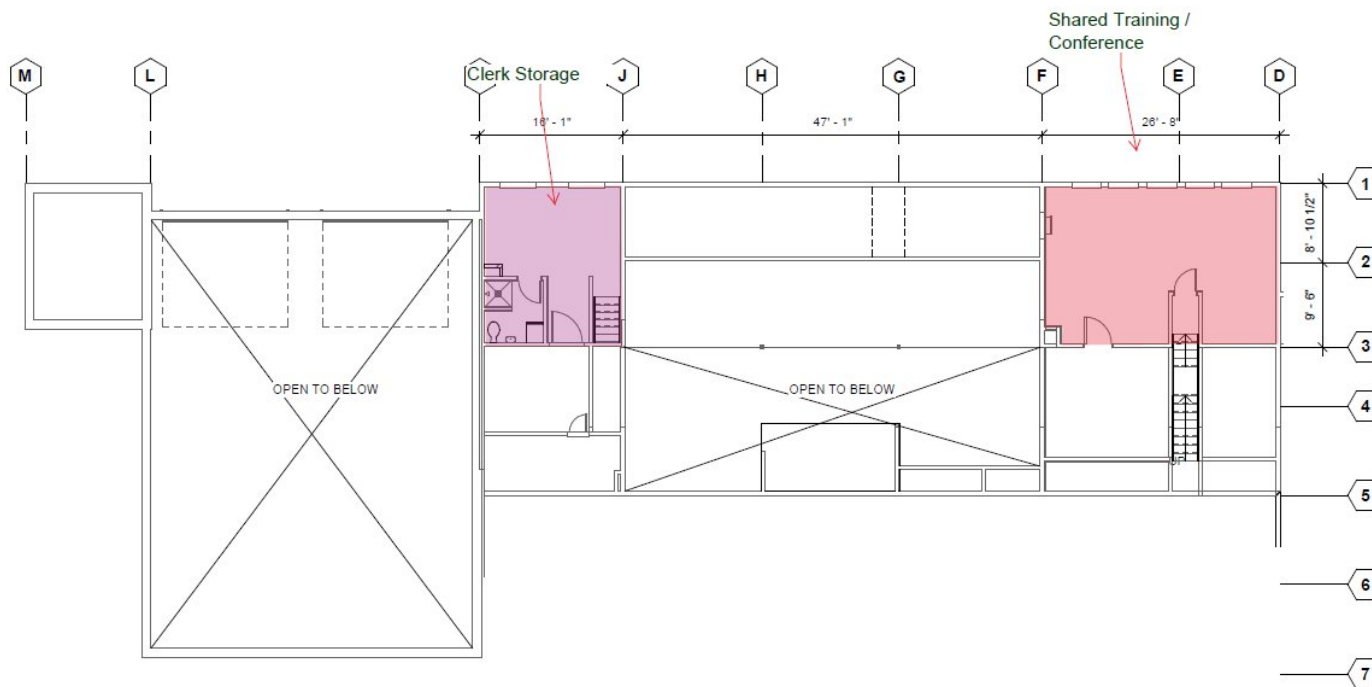 Shared Training /
Conference
M
L
Clerk Storage
J
H
G
F
E
D
16' - 1"
47' - 1"
26' - 8"
1
8' - 10 1/2"
2
9' - 6"
3
OPEN TO BELOW
OPEN TO BELOW
4
5
6
7